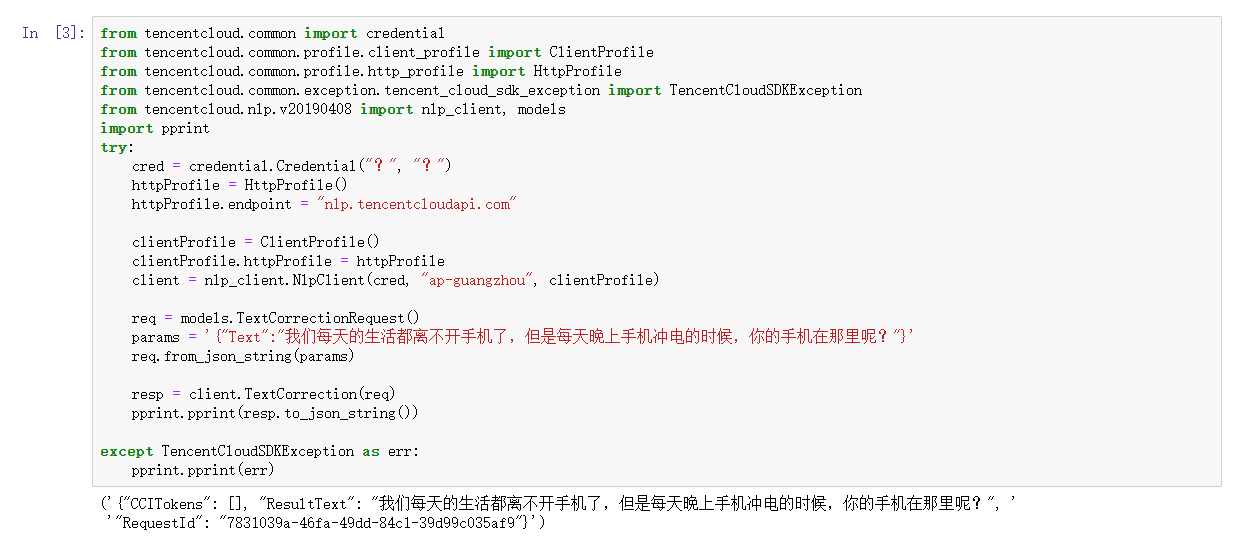 In [3]: from tencentcloud.common import credential
from tencentcloud.common.profile.client_profile import ClientProfile
from tencentcloud.common.profile.http_profile import HttpProfile
from tencentcloud.common.exception.tencent_cloud_sdk_exception import TencentCloudSDKException
from tencentcloud.nlp.v20190408 import nlp_client, models
import pprint
try:
    cred = credential.Credential("？", "？")
    httpProfile = HttpProfile()
    httpProfile.endpoint = "nlp.tencentcloudapi.com"

    clientProfile = ClientProfile()
    clientProfile.httpProfile = httpProfile
    client = nlp_client.NlpClient(cred, "ap-guangzhou", clientProfile)

    req = models.TextCorrectionRequest()
    params = '{"Text":"我们每天的生活都离不开手机了，但是每天晚上手机冲电的时候，你的手机在那里呢？"}'
    req.from_json_string(params)

    resp = client.TextCorrection(req)
    pprint.pprint(resp.to_json_string())

except TencentCloudSDKException as err:
    pprint.pprint(err)
('{"CCITokens": [], "ResultText": "我们每天的生活都离不开手机了，但是每天晚上手机冲电的时候，你的手机在那里呢？", '
 '"RequestId": "7831039a-46fa-49dd-84c1-39d99c035af9"}')